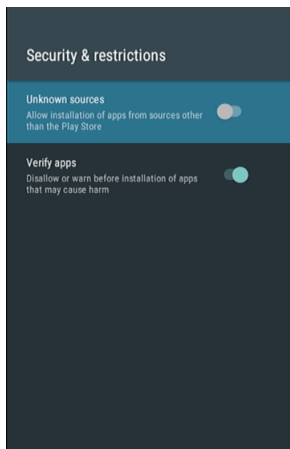 Security & restrictions
Unknown sources
Allow installation of apps from sources other
than the Play Store
Verify apps
Disallow or warn before installation of apps
that may cause harm